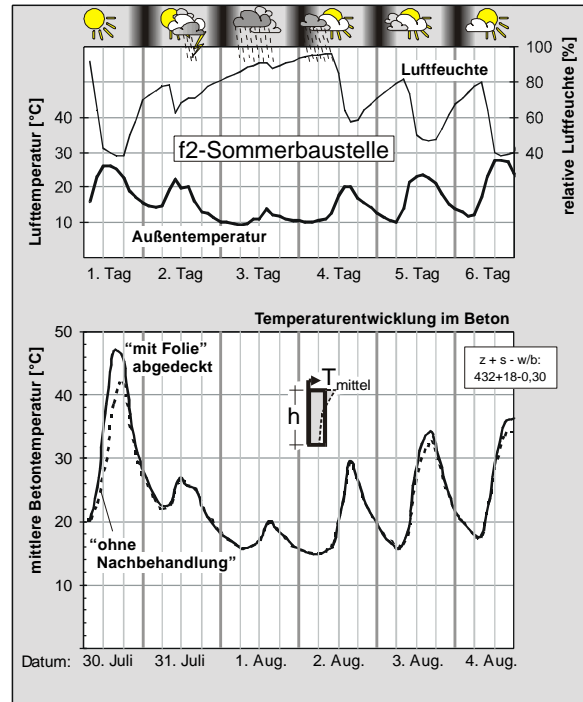 Lufttemperatur [°C]
40
30
20
10
100
80
60
40
relative Luftfeuchte [%]
Luftfeuchte
f2-Sommerbaustelle
Außentemperatur
1. Tag
2. Tag
3. Tag
4. Tag
5. Tag
6. Tag
Temperaturentwicklung im Beton
mittlere Betontemperatur [°C]
50
40
30
20
10
“mit Folie”
abgedeckt
z + s - w/b:
432+18-0,30
T mittel
h
“ohne
Nachbehandlung”
Datum:
30. Juli
31. Juli
1. Aug.
2. Aug.
3. Aug.
4. Aug.